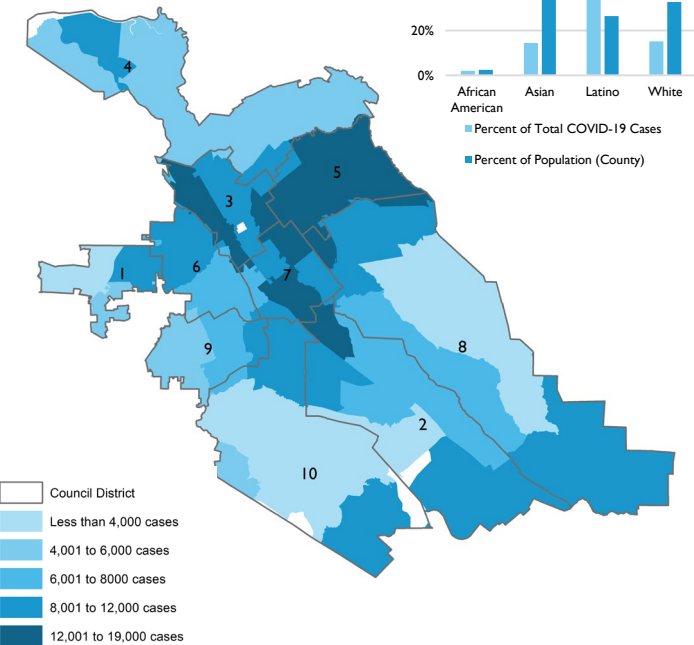 20%
0%
African
American
Asian
Latino
White
Percent of Total COVID-19 Cases
Percent of Population (County)
4
5
3
7
6
1
9
8
2
10
Council District
Less than 4,000 cases
4,001 to 6,000 cases
6,001 to 8000 cases
8,001 to 12,000 cases
12,001 to 19,000 cases